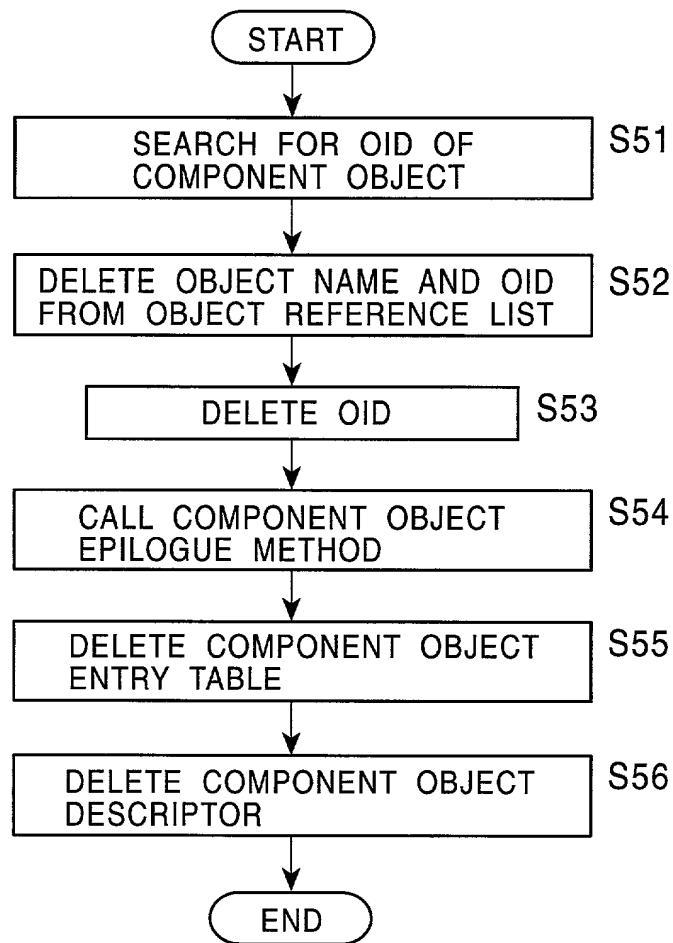 START
SEARCH FOR OID OF
COMPONENT OBJECT
S51
DELETE OBJECT NAME AND OID
FROM OBJECT REFERENCE LIST
S52
DELETE OID
S53
CALL COMPONENT OBJECT
EPILOGUE METHOD
S54
DELETE COMPONENT OBJECT
ENTRY TABLE
S55
DELETE COMPONENT OBJECT
DESCRIPTOR
S56
END